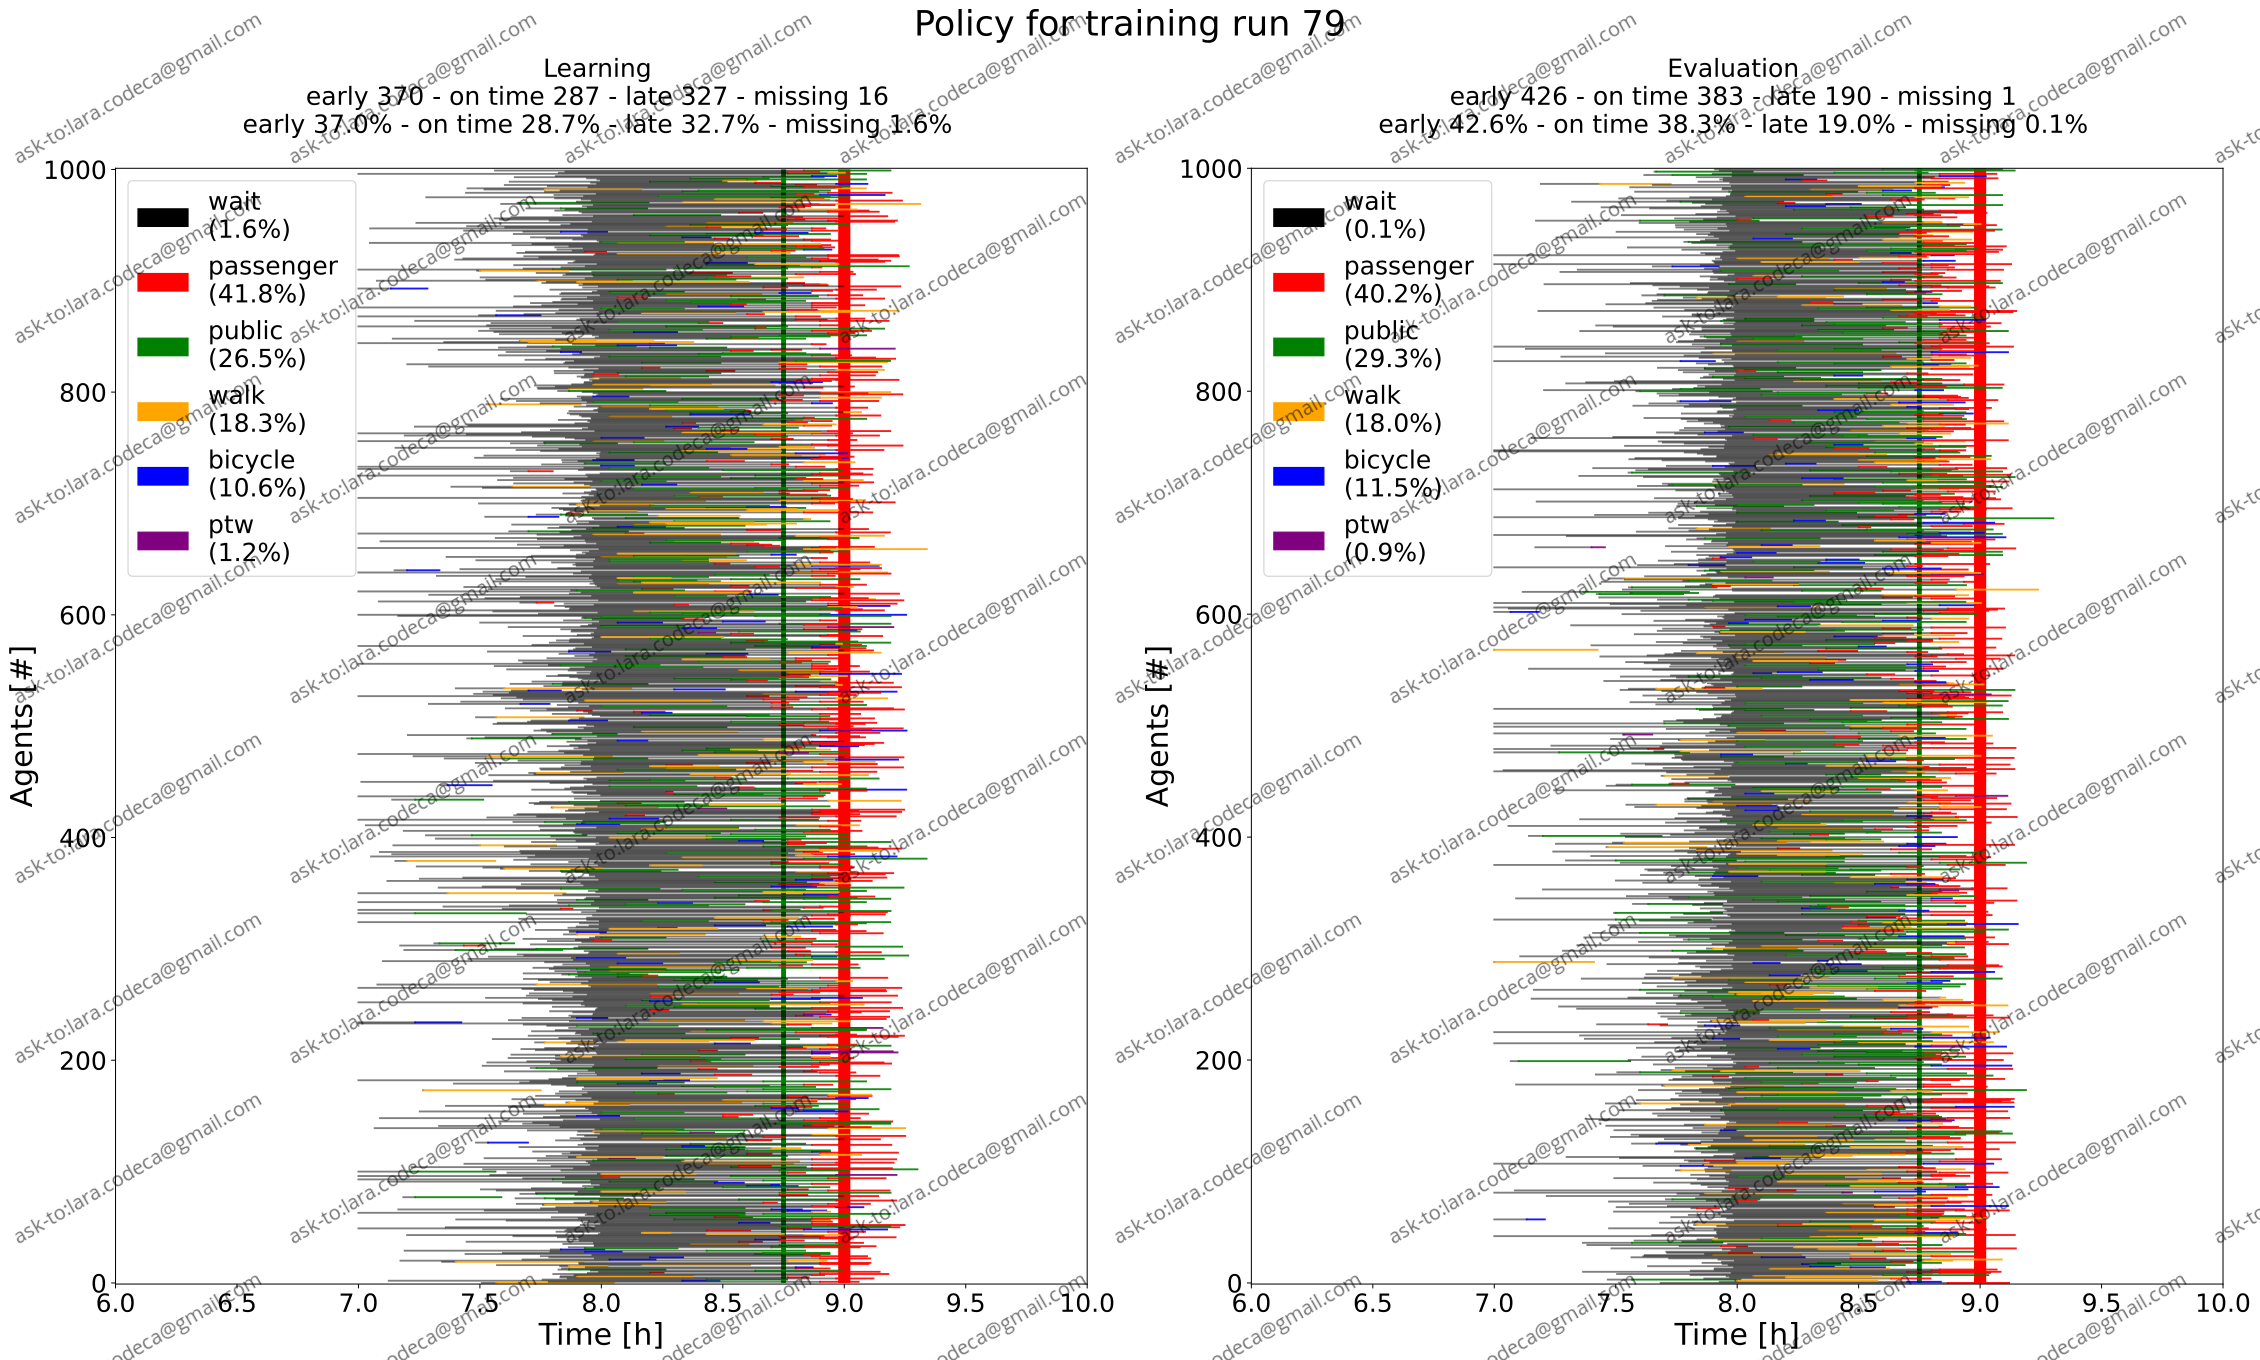 Policy for training run 79
Learning
early 370 - on time 287 - late 327 - missing 16
early 37.0% - on time 28.7% - late 32.7% - missing 1.6%
Evaluation
early 426 - on time 383 - late 190 - missing 1
early 42.6% - on time 38.3% - late 19.0% - missing 0.1%
wait
(1.6%)
passenger
(41.8%)
public
(26.5%)
walk
(18.3%)
bicycle
(10.6%)
ptw
(1.2%)
1000
800
600
400
200
0
Agents [#]
6.0 6.5 7.0 7.5 8.0 8.5 9.0 9.5 10.0
Time [h]
wait
(0.1%)
passenger
(40.2%)
public
(29.3%)
walk
(18.0%)
bicycle
(11.5%)
ptw
(0.9%)
1000
800
600
400
200
0
Agents [#]
6.0 6.5 7.0 7.5 8.0 8.5 9.0 9.5 10.0
Time [h]
ask-to:lara.codeca@gmail.com